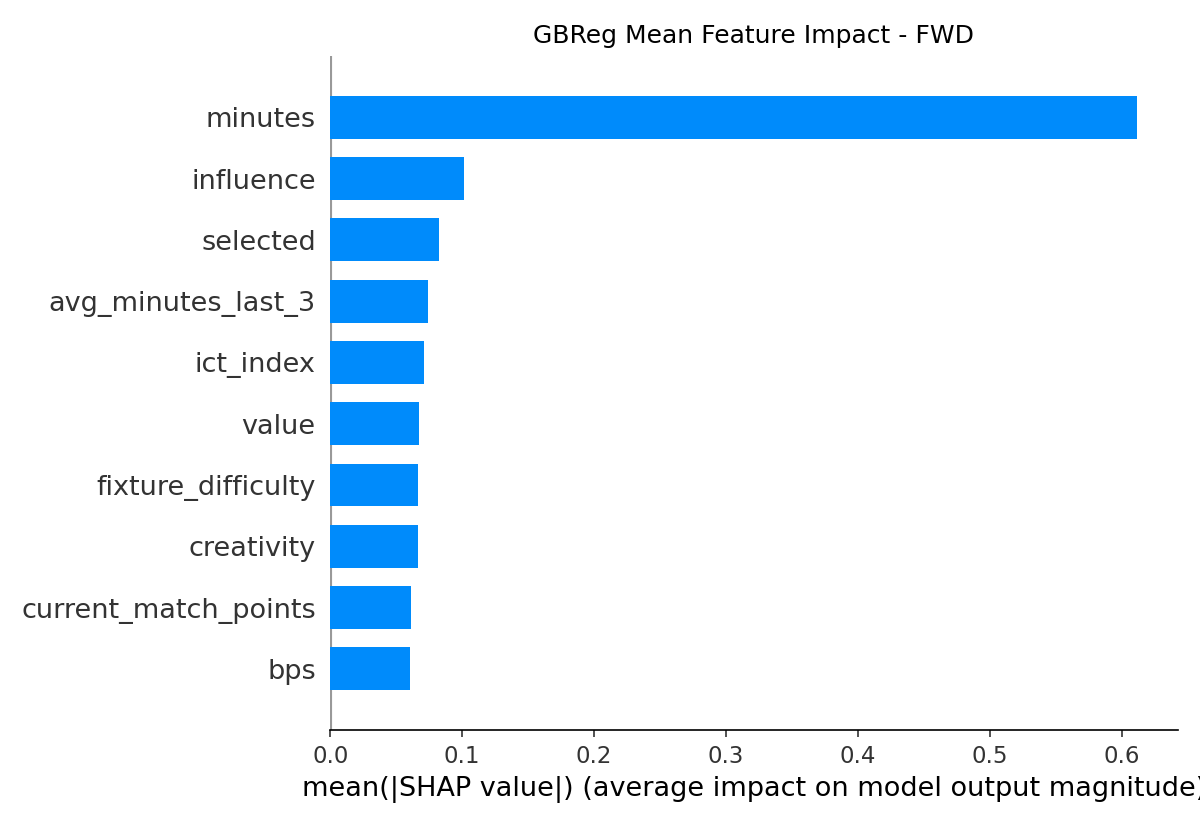 GBReg Mean Feature Impact - FWD
minutes
influence
selected
avg_minutes_last_3
ict_index
value
fixture_difficulty
creativity
current_match_points
bps
0.0 0.1 0.2 0.3 0.4 0.5 0.6
mean(|SHAP value|) (average impact on model output magnitude)